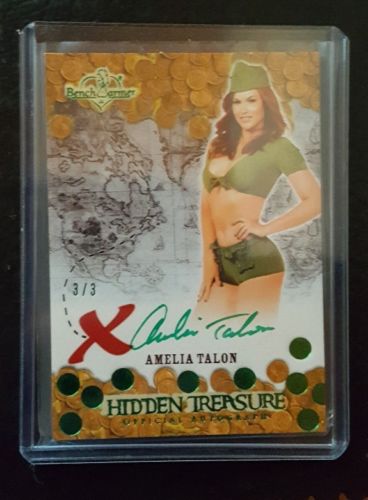 BenchWarmer
3/3
X Amelia Talon
AMELIA TALON
HIDDEN TREASURE
OFFICIAL AUTOGRAPH